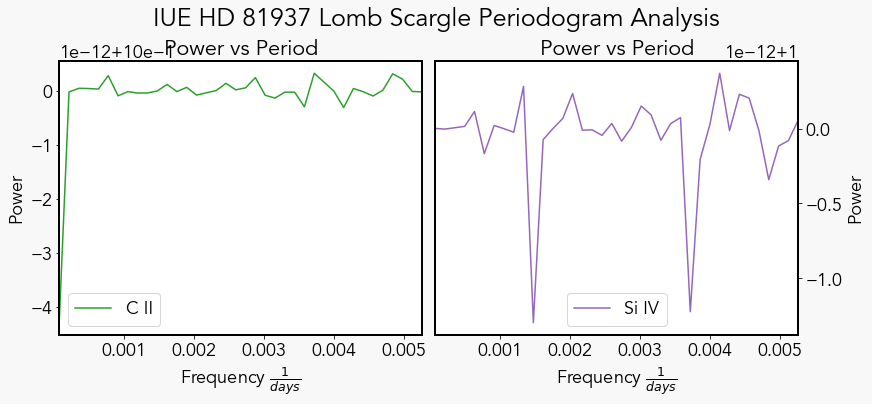 IUE HD 81937 Lomb Scargle Periodogram Analysis
Power vs Period
1e−12+10e−1
Power
0
−1
−2
−3
−4
C II
0.001 0.002 0.003 0.004 0.005
Frequency 1/days
Power vs Period
1e−12+1
0.0
−0.5
−1.0
Power
Si IV
0.001 0.002 0.003 0.004 0.005
Frequency 1/days